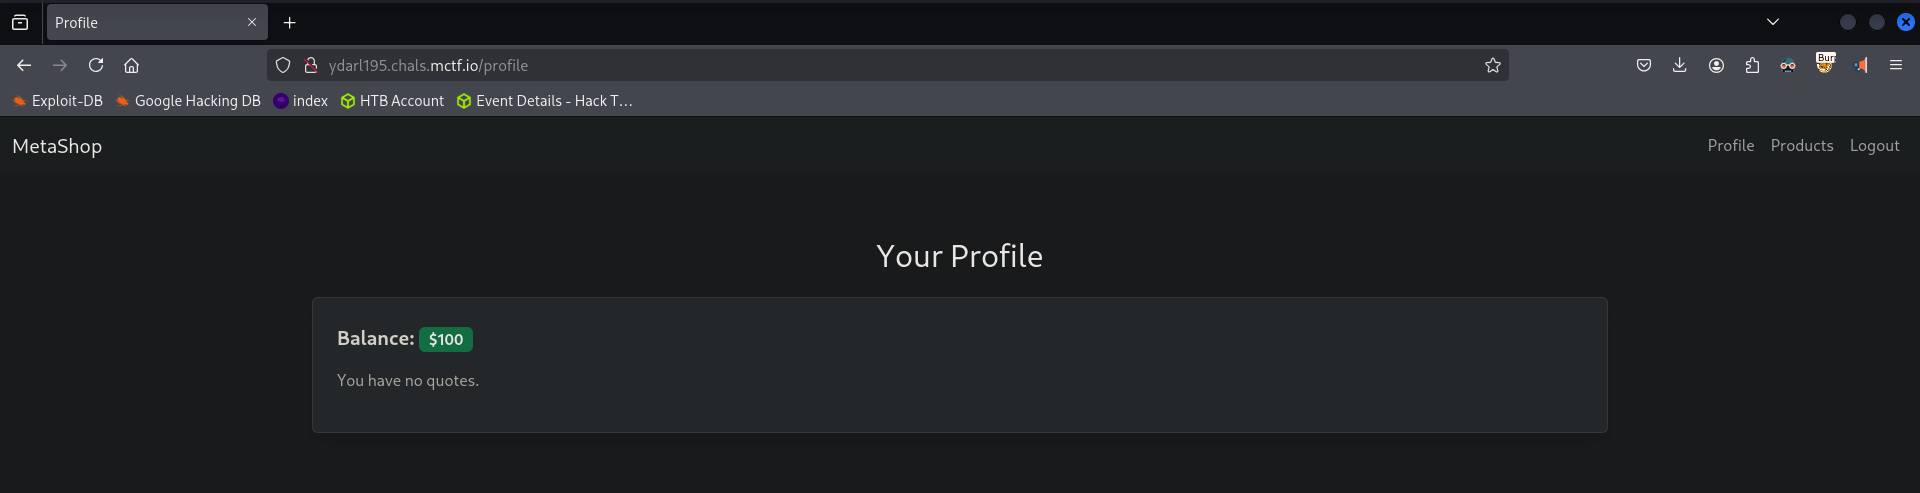 Profile
ydarl195.chals.mctf.io/profile
Exploit-DB Google Hacking DB index HTB Account Event Details - Hack T…
MetaShop Profile Products Logout
Your Profile
Balance: $100
You have no quotes.